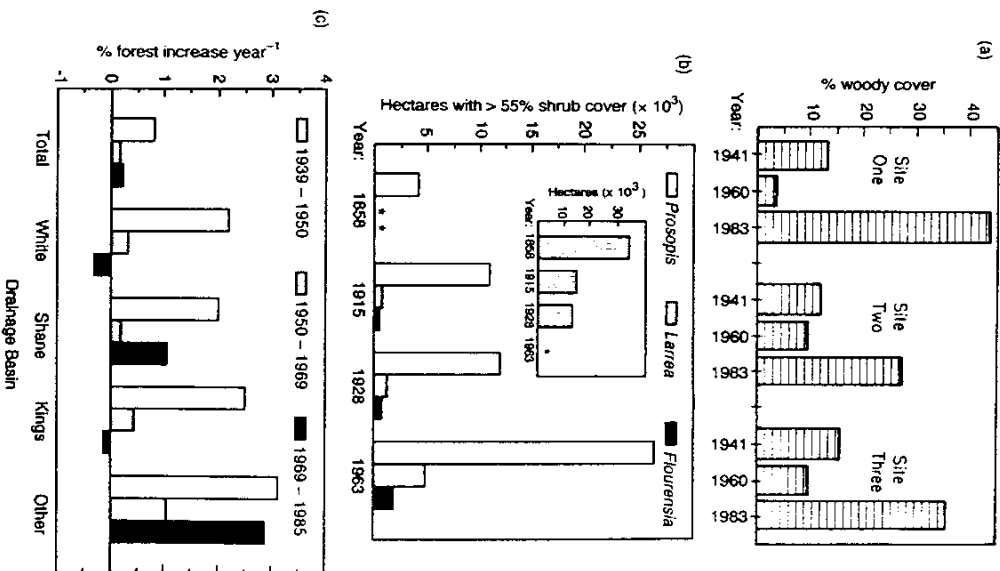 (a)
% woody cover
10
20
30
40
Year:
1941
1960
1983
1941
1960
1983
1941
1960
1983
Site
One
Site
Two
Site
Three
(b)
Hectares with > 55% shrub cover (× 10³)
5
10
15
20
25
Year:
1858
1915
1928
1963
Prosopis
Larrea
Flourensia
Hectares (x 10³)
10
20
30
Year:
1858
1915
1928
1963
*
* *
(c)
% forest increase year⁻¹
-1
0
1
2
3
4
1939 – 1950
1950 – 1969
1969 – 1985
Total
White
Shane
Kings
Other
Drainage Basin